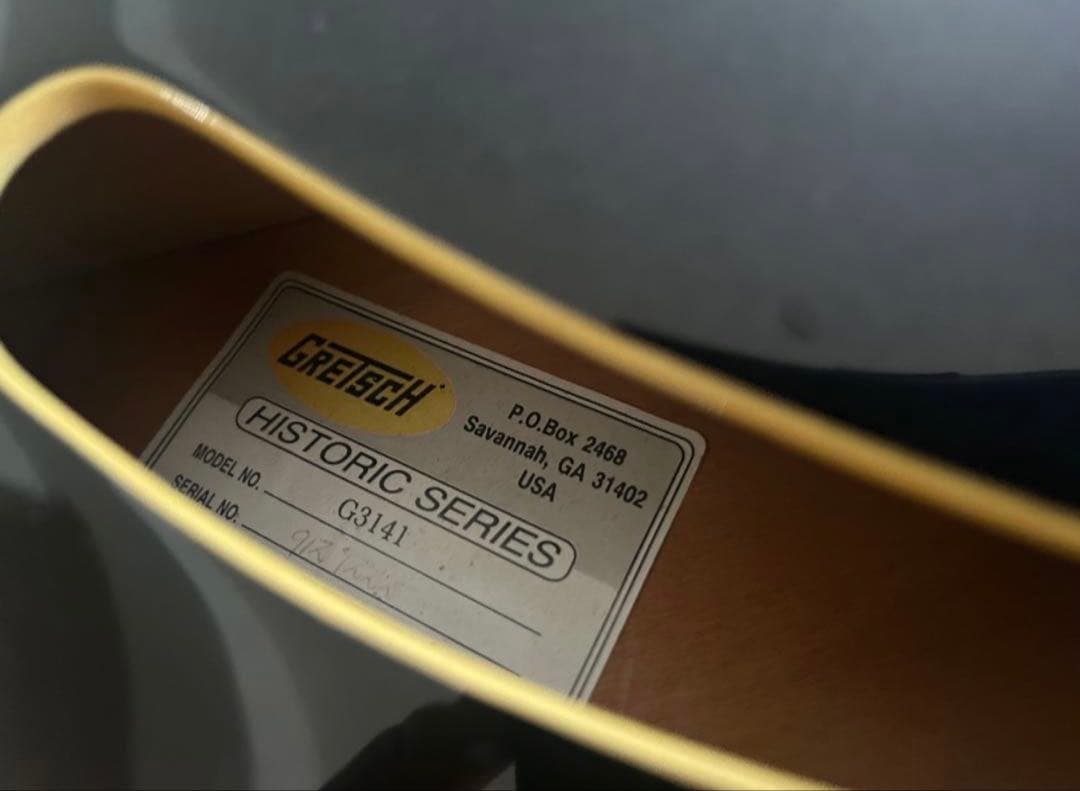 GRETSCH
P.O.Box 2468
Savannah, GA 31402
USA
HISTORIC SERIES
MODEL NO. G3141
SERIAL NO.